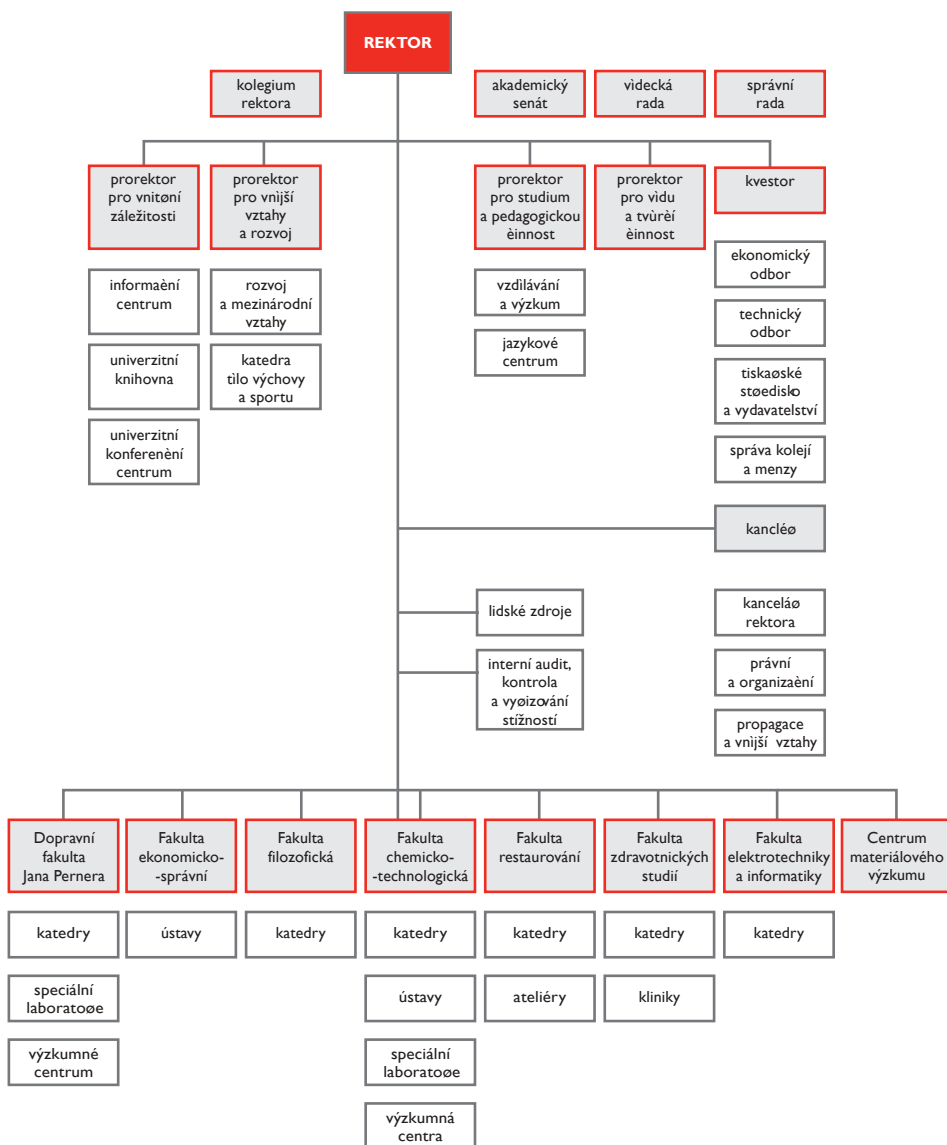 REKTOR
kolegium
rektora
akademický
senát
vìdecká
rada
správní
rada
prorektor
pro vnitøní
záležitosti
prorektor
pro vnìjší
vztahy
a rozvoj
prorektor
pro studium
a pedagogickou
èinnost
prorektor
pro vìdu
a tvùrèí
èinnost
kvestor
informaèní
centrum
univerzitní
knihovna
univerzitní
konferenèní
centrum
rozvoj
a mezinárodní
vztahy
katedra
tìlo výchovy
a sportu
vzdìlávání
a výzkum
jazykové
centrum
ekonomický
odbor
technický
odbor
tiskaøské
støedisko
a vydavatelství
správa kolejí
a menzy
kancléø
lidské zdroje
interní audit,
kontrola
a vyøizování
stížností
kanceláø
rektora
právní
a organizaèní
propagace
a vnìjší vztahy
Dopravní
fakulta
Jana Pernera
Fakulta
ekonomicko-
-správní
Fakulta
filozofická
Fakulta
chemicko-
-technologická
Fakulta
restaurování
Fakulta
zdravotnických
studií
Fakulta
elektrotechniky
a informatiky
Centrum
materiálového
výzkumu
katedry
speciální
laboratoøe
výzkumné
centrum
ústavy
katedry
katedry
ústavy
speciální
laboratoøe
výzkumná
centra
katedry
ateliéry
katedry
kliniky
katedry